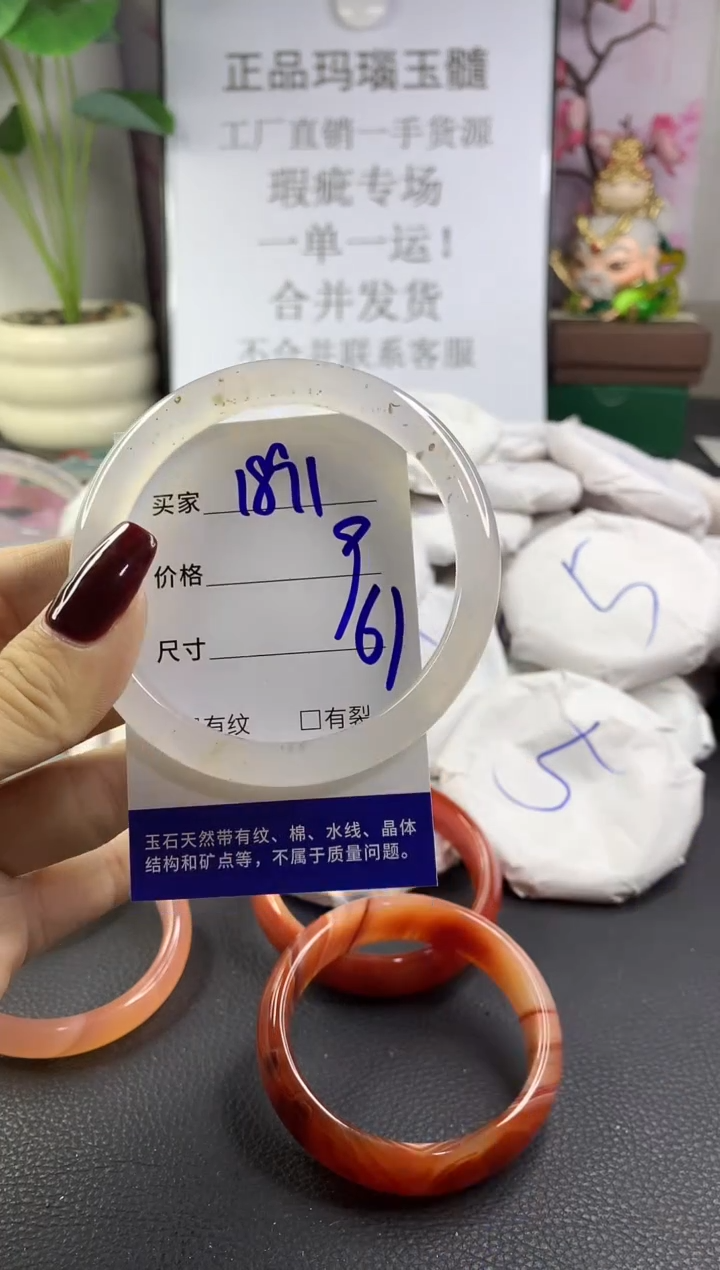 正品玛瑙玉髓
工厂直销一手货源
瑕疵专场
一单一运！
合并发货
不合并联系客服
买家 1871
价格 9
尺寸 61
有纹 □有裂
玉石天然带有纹、棉、水线、晶体
结构和矿点等，不属于质量问题。
5
5